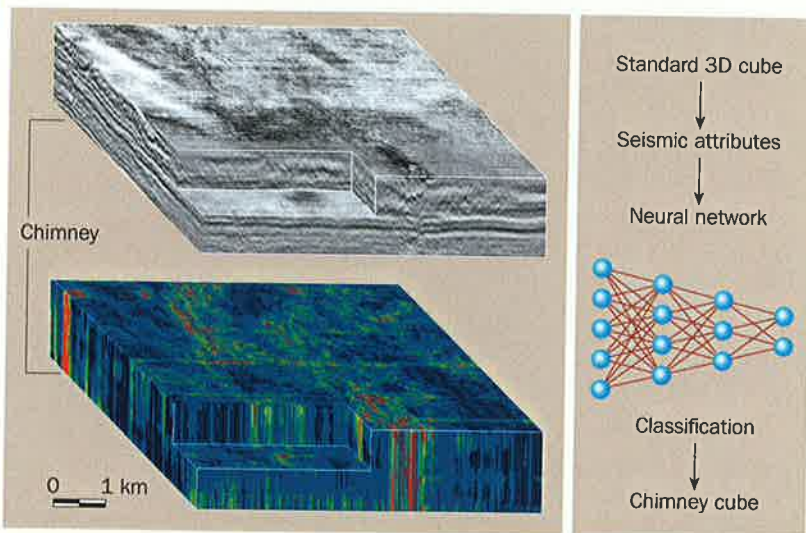 Chimney
0 1 km
Standard 3D cube
Seismic attributes
Neural network
Classification
Chimney cube